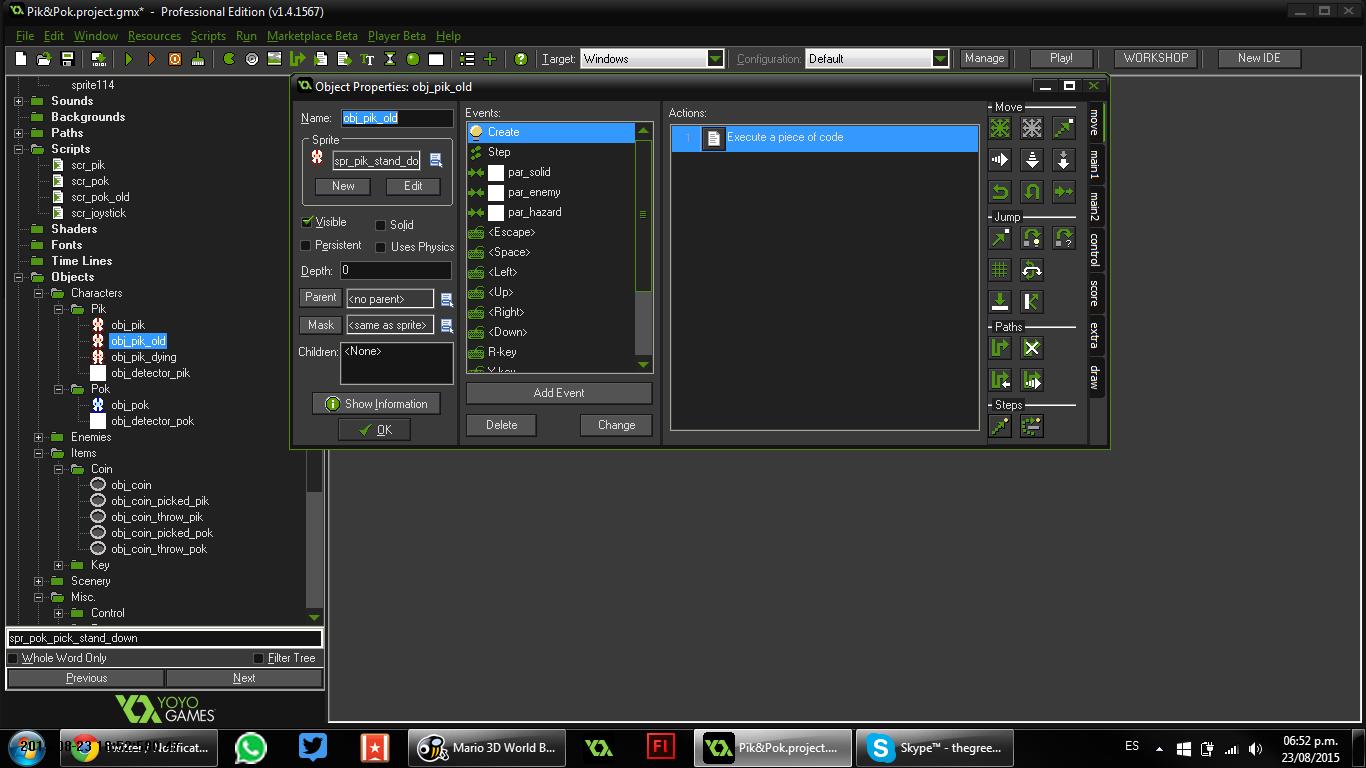 Pik&Pok.project.gmx* - Professional Edition (v1.4.1567)
File Edit Window Resources Scripts Run Marketplace Beta Player Beta Help
Target: Windows Configuration: Default Manage Play! WORKSHOP New IDE
sprite114
Sounds
Backgrounds
Paths
Scripts
scr_pik
scr_pok
scr_pok_old
scr_joystick
Shaders
Fonts
Time Lines
Objects
Characters
Pik
obj_pik
obj_pik_old
obj_pik_dying
obj_detector_pik
Pok
obj_pok
obj_detector_pok
Enemies
Items
Coin
obj_coin
obj_coin_picked_pik
obj_coin_throw_pik
obj_coin_picked_pok
obj_coin_throw_pok
Key
Scenery
Misc.
Control
spr_pok_pick_stand_down
Whole Word Only Filter Tree
Previous Next
YOYO
GAMES
Object Properties: obj_pik_old
Name: obj_pik_old
Sprite
spr_pik_stand_do
New Edit
Visible Solid
Persistent Uses Physics
Depth: 0
Parent <no parent>
Mask <same as sprite>
Children: <None>
Show Information
OK
Events:
Create
Step
par_solid
par_enemy
par_hazard
<Escape>
<Space>
<Left>
<Up>
<Right>
<Down>
R-key
Add Event
Delete Change
Actions:
1 Execute a piece of code
Move
Jump
Paths
Steps
move
main1
main2
control
score
extra
draw
Mario 3D World B...
Fl
Pik&Pok.project....
Skype™ - thegree...
ES
06:52 p.m.
23/08/2015